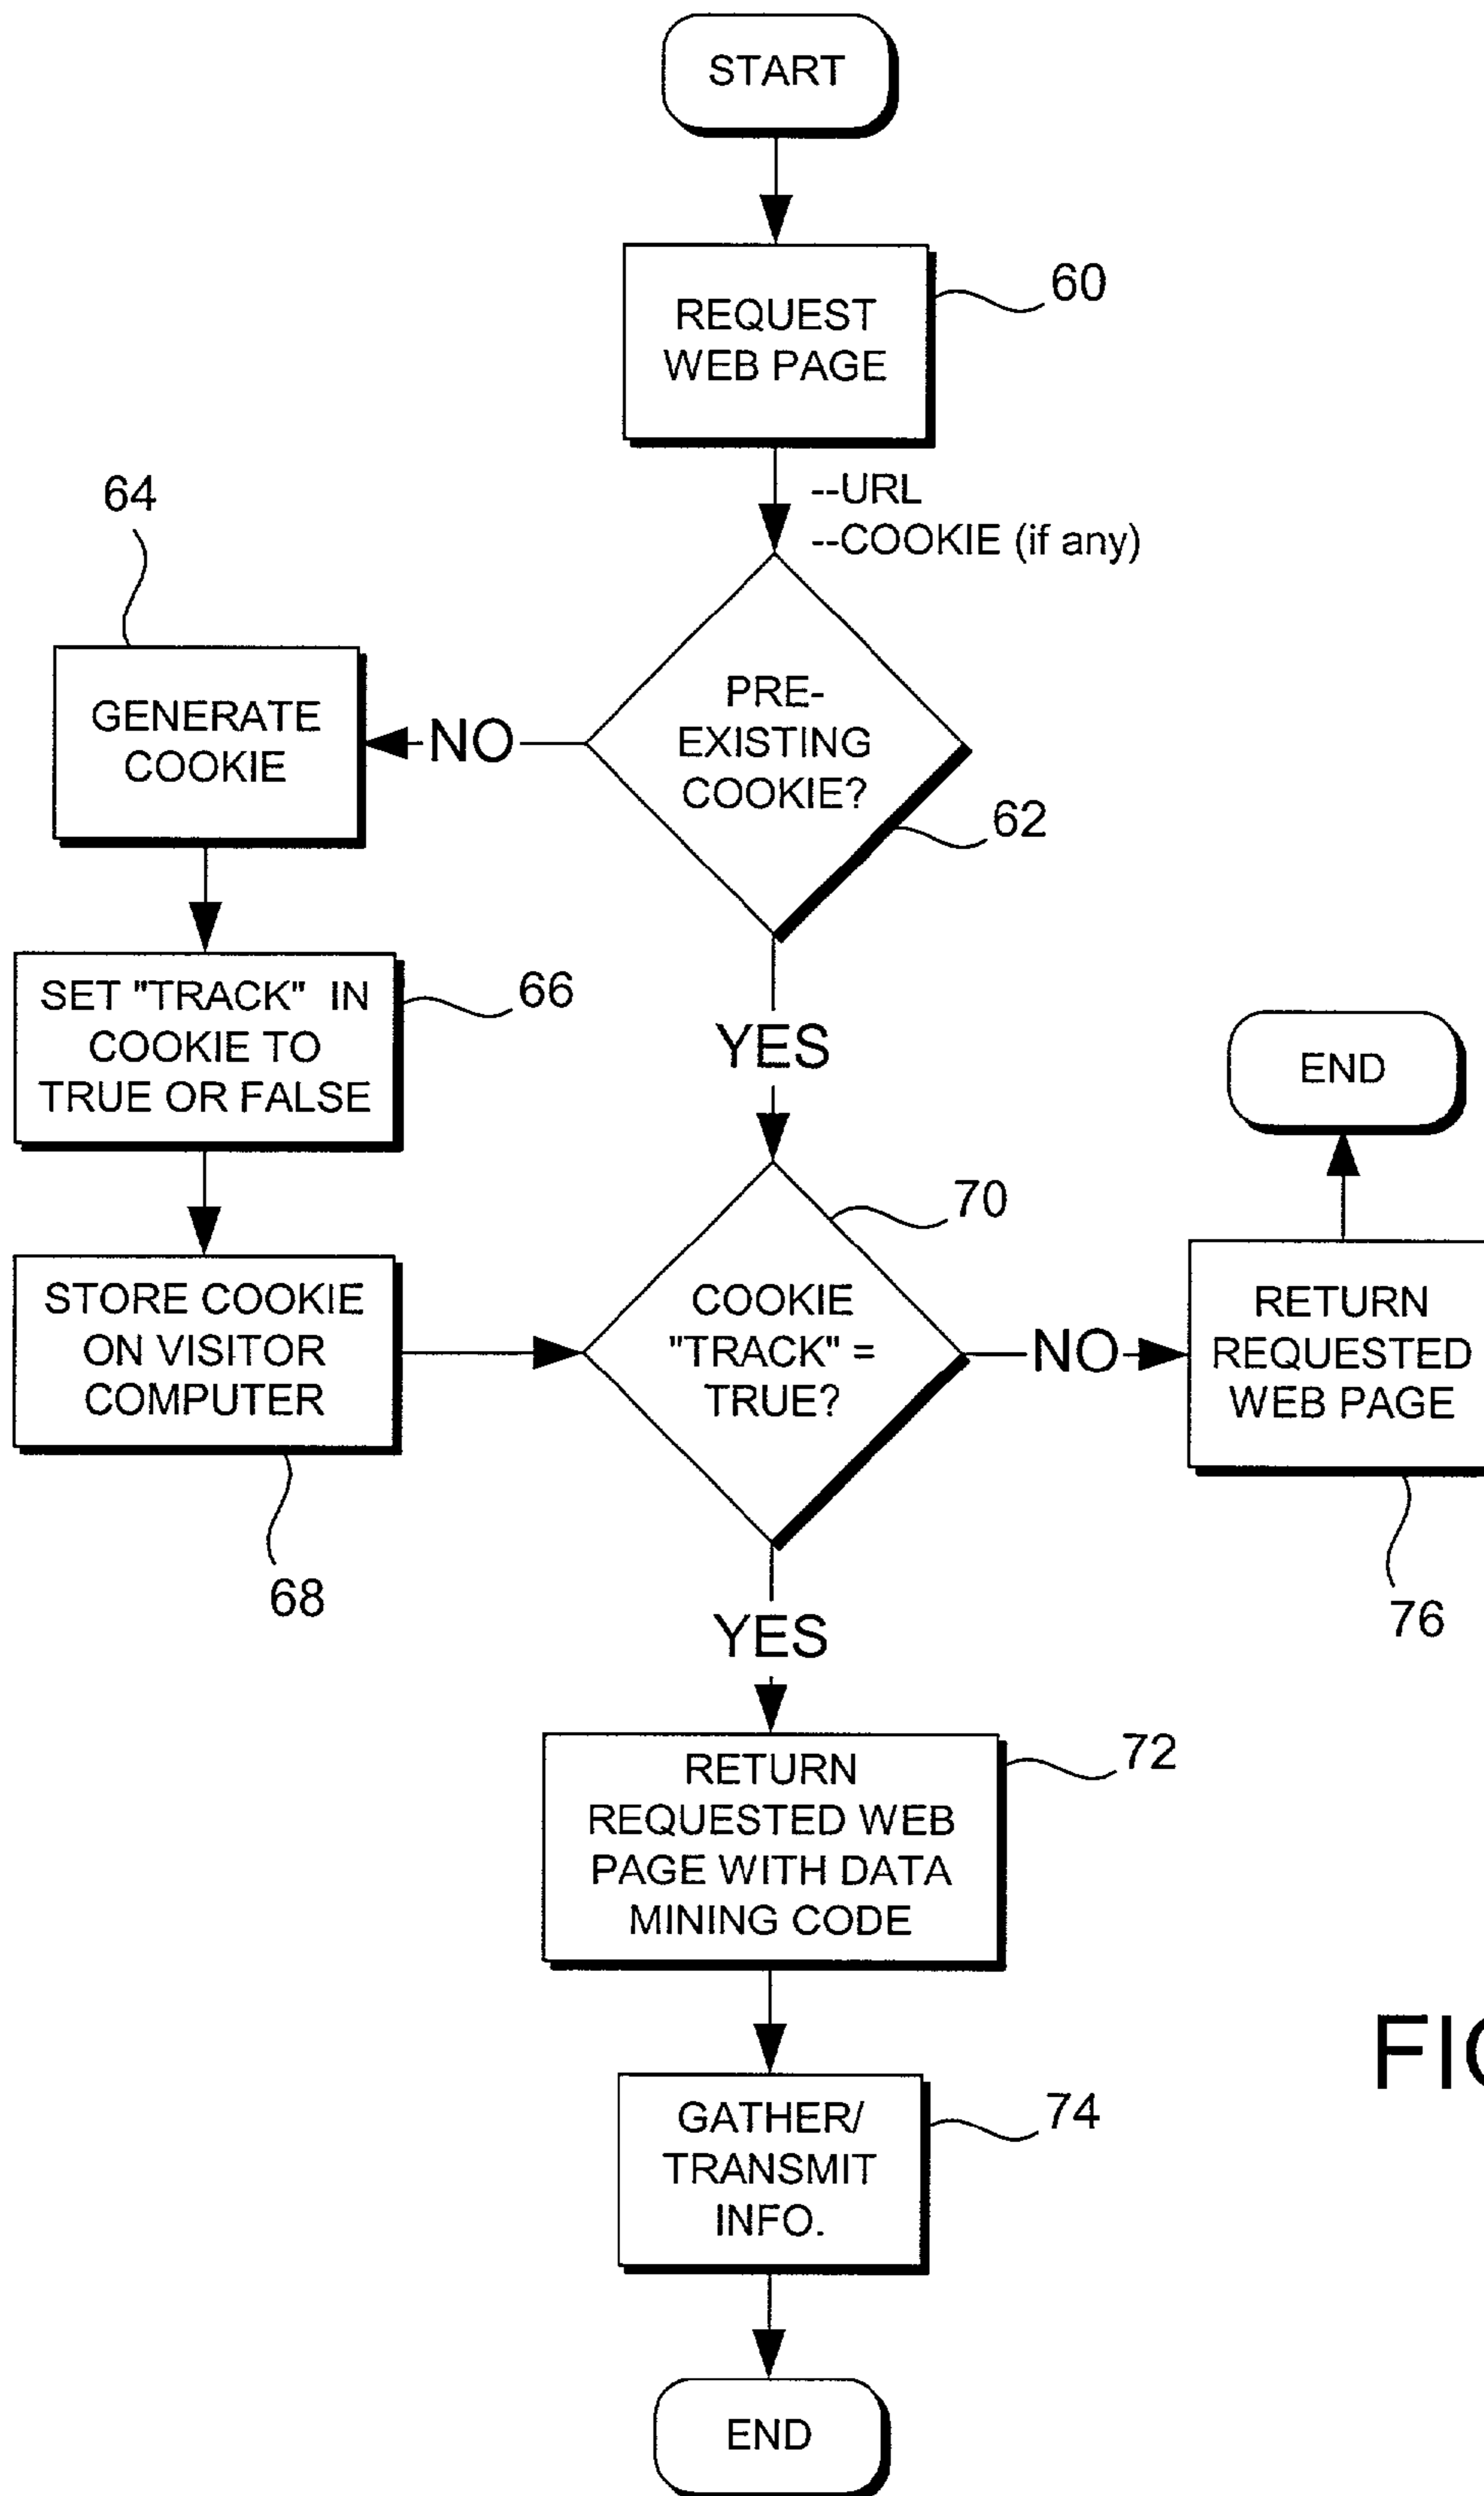 START
REQUEST
WEB PAGE
60
--URL
--COOKIE (if any)
64
GENERATE
COOKIE
NO
PRE-
EXISTING
COOKIE?
62
SET "TRACK" IN
COOKIE TO
TRUE OR FALSE
66
YES
END
70
STORE COOKIE
ON VISITOR
COMPUTER
68
COOKIE
"TRACK" =
TRUE?
NO
RETURN
REQUESTED
WEB PAGE
76
YES
RETURN
REQUESTED WEB
PAGE WITH DATA
MINING CODE
72
GATHER/
TRANSMIT
INFO.
74
END